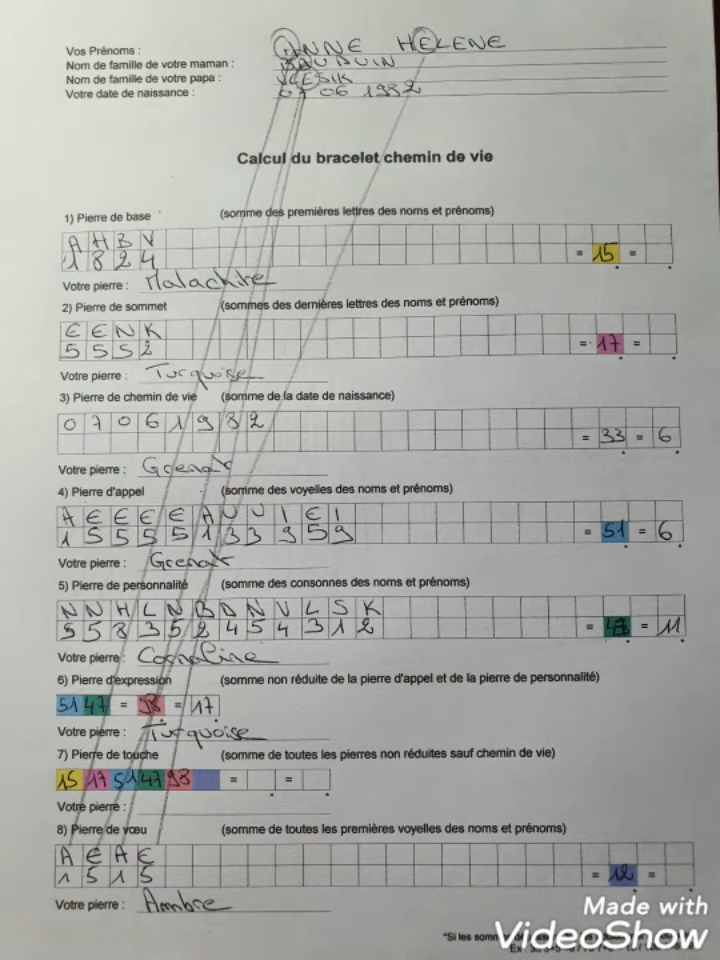 Vos Prénoms : ANNE HELENE
Nom de famille de votre maman : BAUDUIN
Nom de famille de votre papa : VLESIK
Votre date de naissance : 07 06 1932
Calcul du bracelet chemin de vie
1) Pierre de base (somme des premières lettres des noms et prénoms)
A H B V
1 8 2 4 = 15 =
Votre pierre : Malachite
2) Pierre de sommet (sommes des dernières lettres des noms et prénoms)
E E N K
5 5 5 2 = 17 =
Votre pierre : Turquoise
3) Pierre de chemin de vie (somme de la date de naissance)
0 7 0 6 1 9 8 2
= 33 = 6
Votre pierre : Grenat
4) Pierre d'appel (somme des voyelles des noms et prénoms)
A E E E E A U U I E I
1 5 5 5 5 1 3 3 9 5 9 = 51 = 6
Votre pierre : Grenat
5) Pierre de personnalité (somme des consonnes des noms et prénoms)
N N H L N B D N V L S K
5 5 8 3 5 2 4 5 4 3 1 2 = 47 = 11
Votre pierre : Cornaline
6) Pierre d'expression (somme non réduite de la pierre d'appel et de la pierre de personnalité)
51 47 = 98 = 17
Votre pierre : Turquoise
7) Pierre de touche (somme de toutes les pierres non réduites sauf chemin de vie)
15 17 51 47 98 = =
Votre pierre :
8) Pierre de vœu (somme de toutes les premières voyelles des noms et prénoms)
A E A E
1 5 1 5 = 12 =
Votre pierre : Ambre
*Si les
Made with
VideoShow